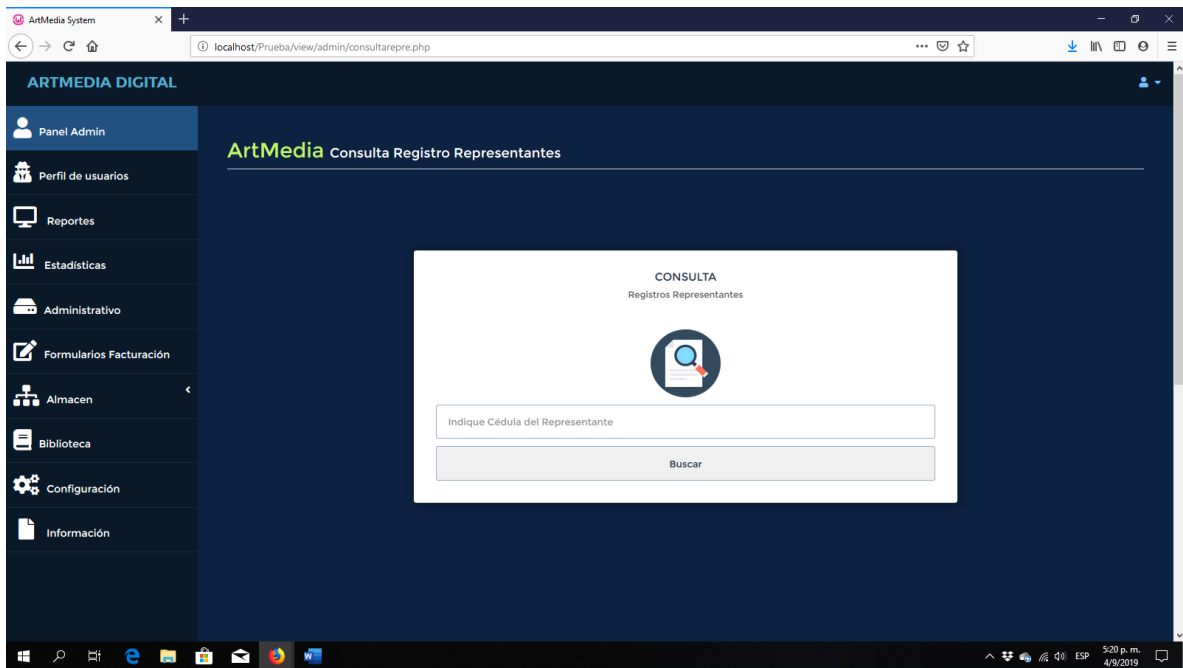 ArtMedia System
localhost/Prueba/view/admin/consultarepre.php
ARTMEDIA DIGITAL
Panel Admin
Perfil de usuarios
Reportes
Estadísticas
Administrativo
Formularios Facturación
Almacen
Biblioteca
Configuración
Información
ArtMedia Consulta Registro Representantes
CONSULTA
Registros Representantes
Indique Cédula del Representante
Buscar
ESP
5:20 p. m.
4/9/2019